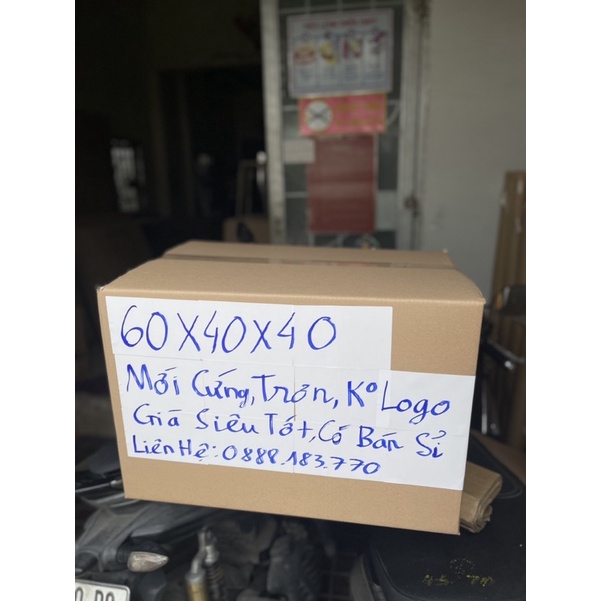 60X40X40
Mới Cứng, Trơn, K° Logo
Giá Siêu Tốt, Có Bán Sỉ
Liên Hệ: 0888.183.770